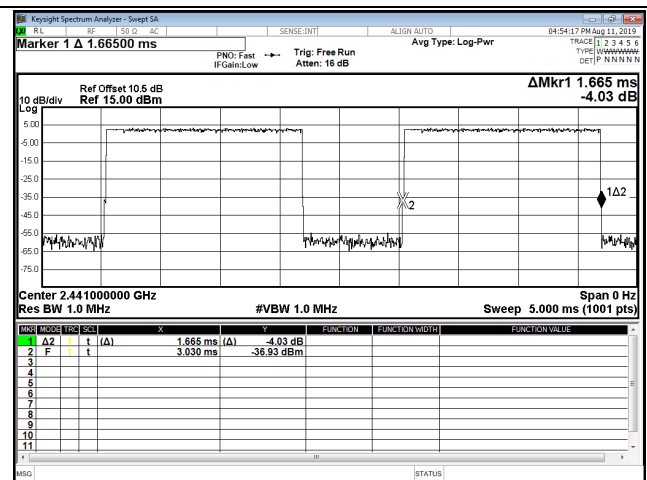 Keysight Spectrum Analyzer - Swept SA
LXI RL RF 50 Ω AC SENSE:INT ALIGN AUTO 04:54:17 PM Aug 11, 2019
Marker 1 Δ 1.66500 ms
PNO: Fast
IFGain:Low
Trig: Free Run
Atten: 16 dB
Avg Type: Log-Pwr
TRACE 1 2 3 4 5 6
TYPE WWWWWW
DET P N N N N N
10 dB/div
Log
Ref Offset 10.5 dB
Ref 15.00 dBm
ΔMkr1 1.665 ms
-4.03 dB
5.00
-5.00
-15.0
-25.0
-35.0
-45.0
-55.0
-65.0
-75.0
2
1Δ2
Center 2.441000000 GHz Span 0 Hz
Res BW 1.0 MHz #VBW 1.0 MHz Sweep 5.000 ms (1001 pts)
MKR MODE TRC SCL X Y FUNCTION FUNCTION WIDTH FUNCTION VALUE
1 Δ2 1 t (Δ) 1.665 ms (Δ) -4.03 dB
2 F 1 t 3.030 ms -36.93 dBm
3
4
5
6
7
8
9
10
11
MSG STATUS